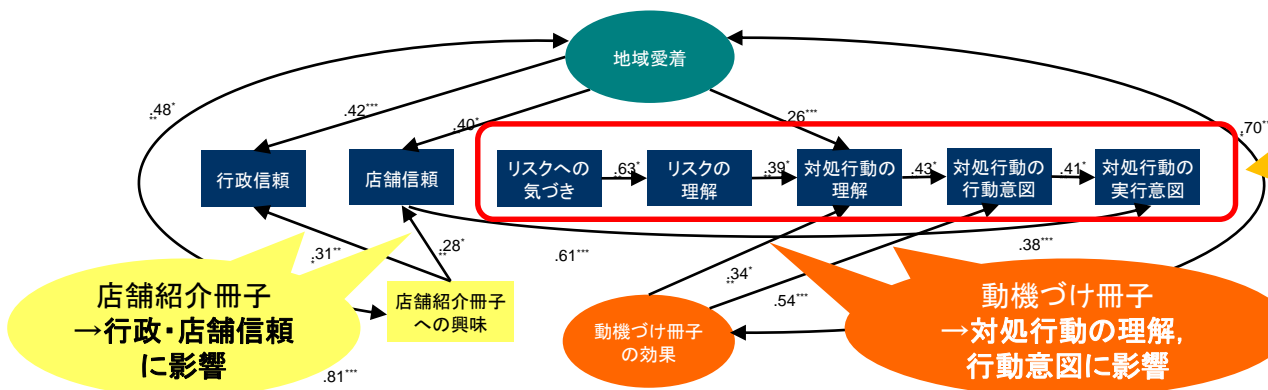 地域愛着
.48***
.42***
.40***
.26***
.70***
行政信頼
店舗信頼
リスクへの
気づき
.63***
リスクの
理解
.39***
対処行動の
理解
.43*
対処行動の
行動意図
.41*
対処行動の
実行意図
.31**
.28*
.61***
.38***
.34***
.54***
店舗紹介冊子
→行政・店舗信頼
に影響
店舗紹介冊子
への興味
動機づけ冊子
の効果
動機づけ冊子
→対処行動の理解,
行動意図に影響
.81***